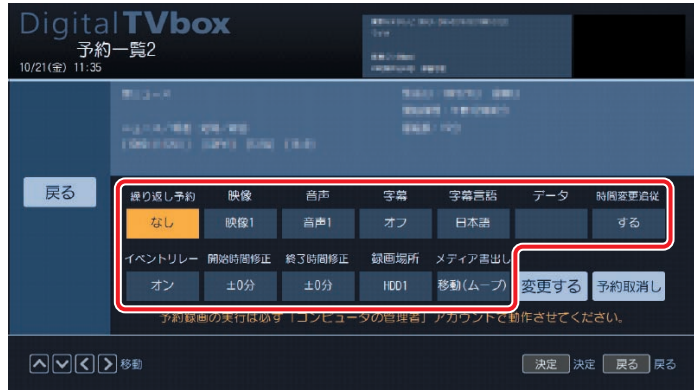 DigitalTVbox
予約一覧2
10/21(金) 11:35
戻る
繰り返し予約 映像 音声 字幕 字幕言語 データ 時間変更追従
なし 映像1 音声1 オフ 日本語 する
イベントリレー 開始時間修正 終了時間修正 録画場所 メディア書出し
オン ±0分 ±0分 HDD1 移動(ムーブ) 変更する 予約取消し
予約録画の実行は必ず「コンピュータの管理者」アカウントで動作させてください。
移動 決定 決定 戻る 戻る